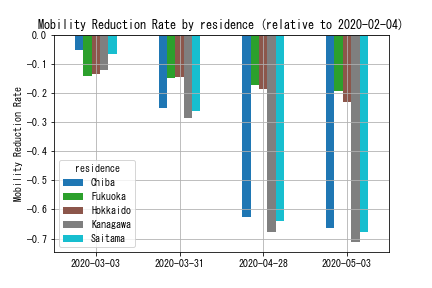 Mobility Reduction Rate by residence (relative to 2020-02-04)
0.0
−0.1
−0.2
−0.3
−0.4
−0.5
−0.6
−0.7
Mobility Reduction Rate
residence
Chiba
Fukuoka
Hokkaido
Kanagawa
Saitama
2020-03-03
2020-03-31
2020-04-28
2020-05-03